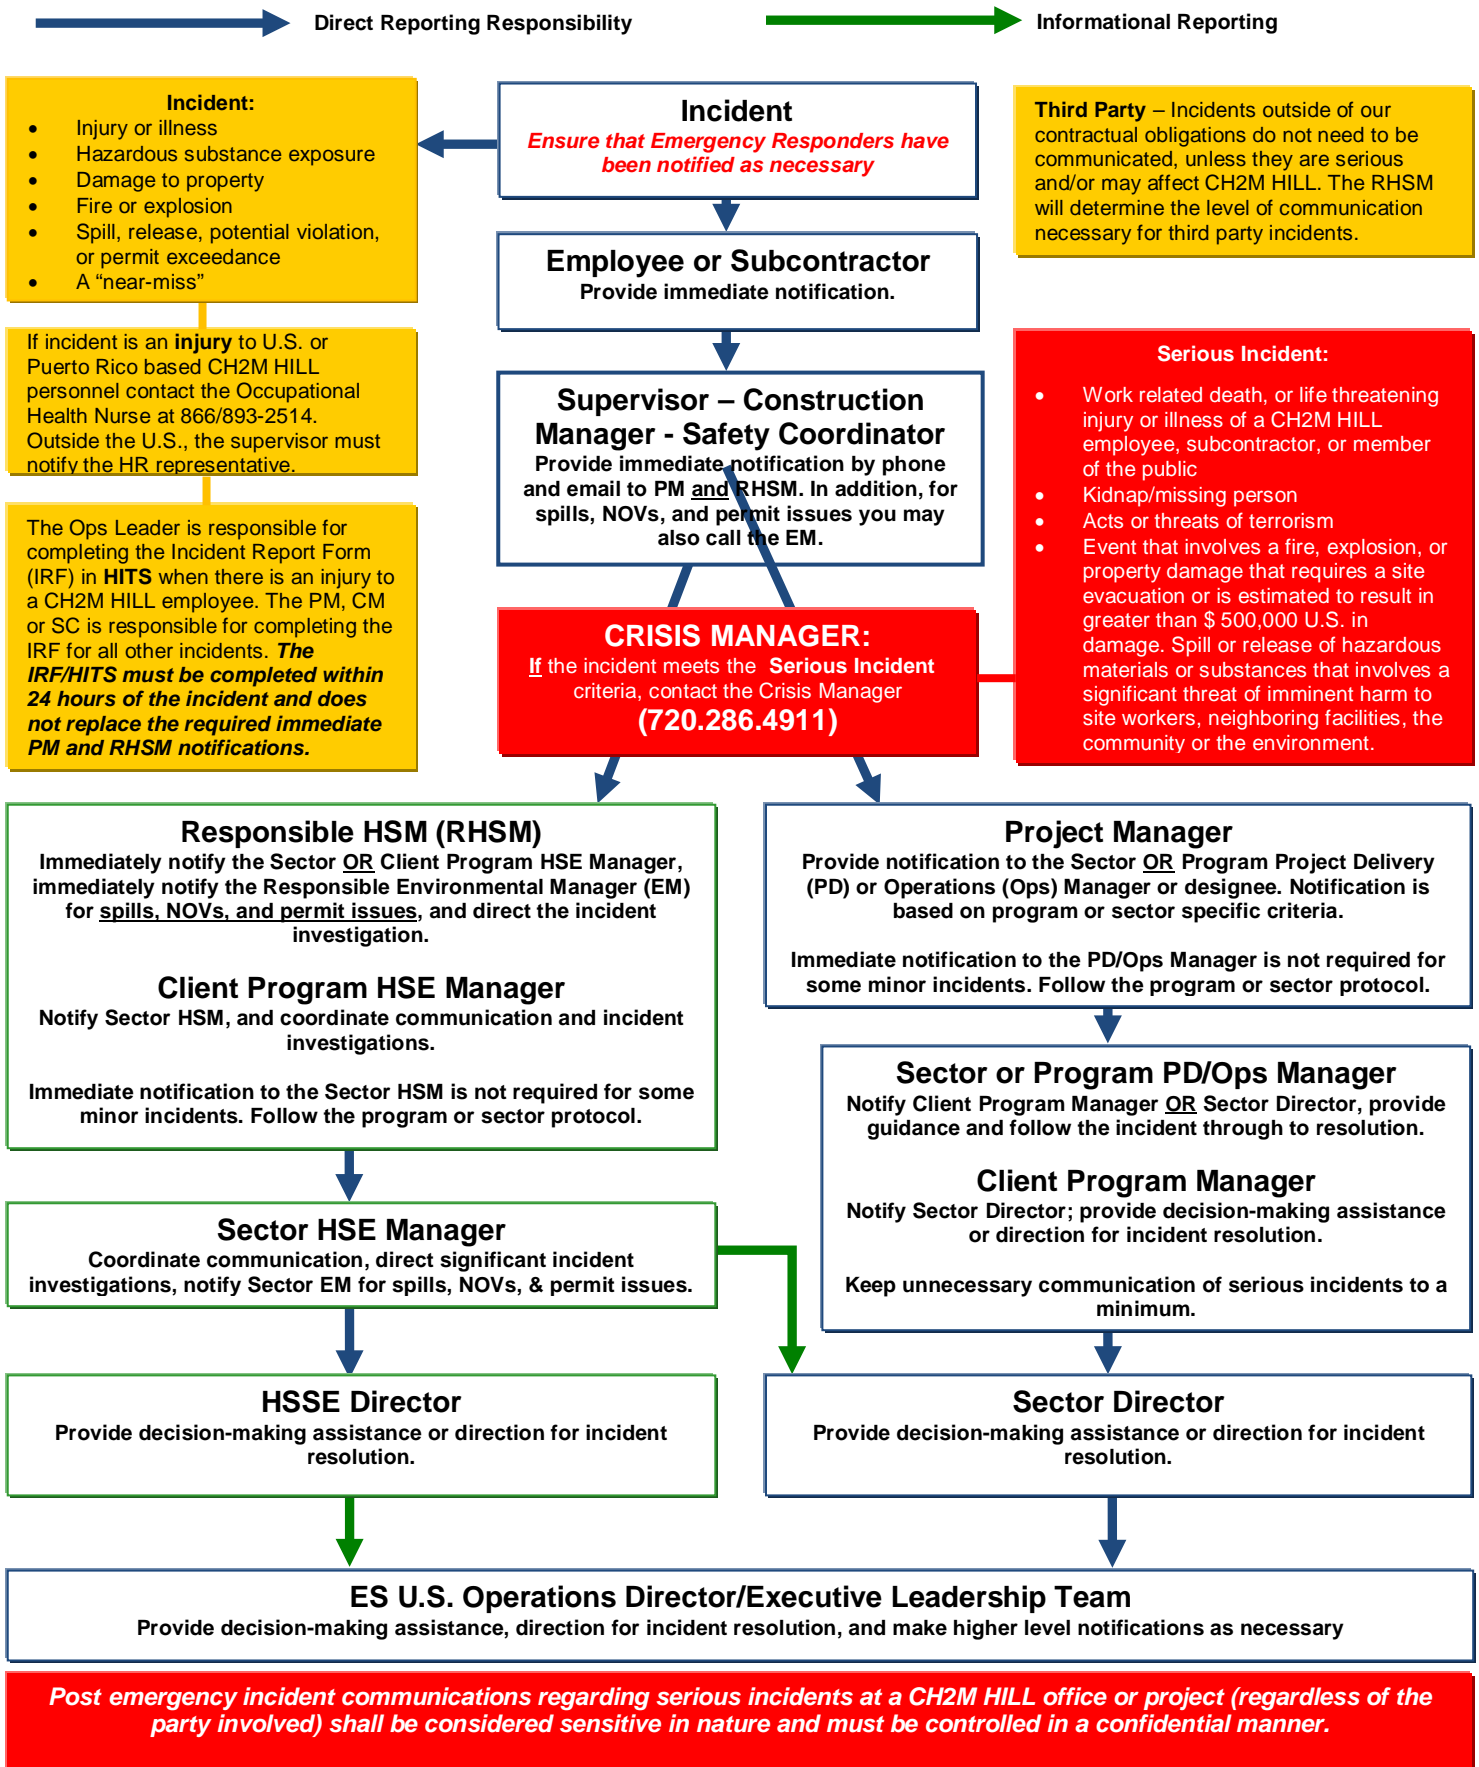 Direct Reporting Responsibility
Informational Reporting
Incident:
• Injury or illness
• Hazardous substance exposure
• Damage to property
• Fire or explosion
• Spill, release, potential violation,
or permit exceedance
• A “near-miss”
Incident
Ensure that Emergency Responders have
been notified as necessary
Third Party – Incidents outside of our
contractual obligations do not need to be
communicated, unless they are serious
and/or may affect CH2M HILL. The RHSM
will determine the level of communication
necessary for third party incidents.
Employee or Subcontractor
Provide immediate notification.
If incident is an injury to U.S. or
Puerto Rico based CH2M HILL
personnel contact the Occupational
Health Nurse at 866/893-2514.
Outside the U.S., the supervisor must
notify the HR representative.
Supervisor – Construction
Manager - Safety Coordinator
Provide immediate notification by phone
and email to PM and RHSM. In addition, for
spills, NOVs, and permit issues you may
also call the EM.
Serious Incident:
• Work related death, or life threatening
injury or illness of a CH2M HILL
employee, subcontractor, or member
of the public
• Kidnap/missing person
• Acts or threats of terrorism
• Event that involves a fire, explosion, or
property damage that requires a site
evacuation or is estimated to result in
greater than $ 500,000 U.S. in
damage. Spill or release of hazardous
materials or substances that involves a
significant threat of imminent harm to
site workers, neighboring facilities, the
community or the environment.
The Ops Leader is responsible for
completing the Incident Report Form
(IRF) in HITS when there is an injury to
a CH2M HILL employee. The PM, CM
or SC is responsible for completing the
IRF for all other incidents. The
IRF/HITS must be completed within
24 hours of the incident and does
not replace the required immediate
PM and RHSM notifications.
CRISIS MANAGER:
If the incident meets the Serious Incident
criteria, contact the Crisis Manager
(720.286.4911)
Responsible HSM (RHSM)
Immediately notify the Sector OR Client Program HSE Manager,
immediately notify the Responsible Environmental Manager (EM)
for spills, NOVs, and permit issues, and direct the incident
investigation.
Client Program HSE Manager
Notify Sector HSM, and coordinate communication and incident
investigations.
Immediate notification to the Sector HSM is not required for some
minor incidents. Follow the program or sector protocol.
Project Manager
Provide notification to the Sector OR Program Project Delivery
(PD) or Operations (Ops) Manager or designee. Notification is
based on program or sector specific criteria.
Immediate notification to the PD/Ops Manager is not required for
some minor incidents. Follow the program or sector protocol.
Sector or Program PD/Ops Manager
Notify Client Program Manager OR Sector Director, provide
guidance and follow the incident through to resolution.
Client Program Manager
Notify Sector Director; provide decision-making assistance
or direction for incident resolution.
Keep unnecessary communication of serious incidents to a
minimum.
Sector HSE Manager
Coordinate communication, direct significant incident
investigations, notify Sector EM for spills, NOVs, & permit issues.
HSSE Director
Provide decision-making assistance or direction for incident
resolution.
Sector Director
Provide decision-making assistance or direction for incident
resolution.
ES U.S. Operations Director/Executive Leadership Team
Provide decision-making assistance, direction for incident resolution, and make higher level notifications as necessary
Post emergency incident communications regarding serious incidents at a CH2M HILL office or project (regardless of the
party involved) shall be considered sensitive in nature and must be controlled in a confidential manner.